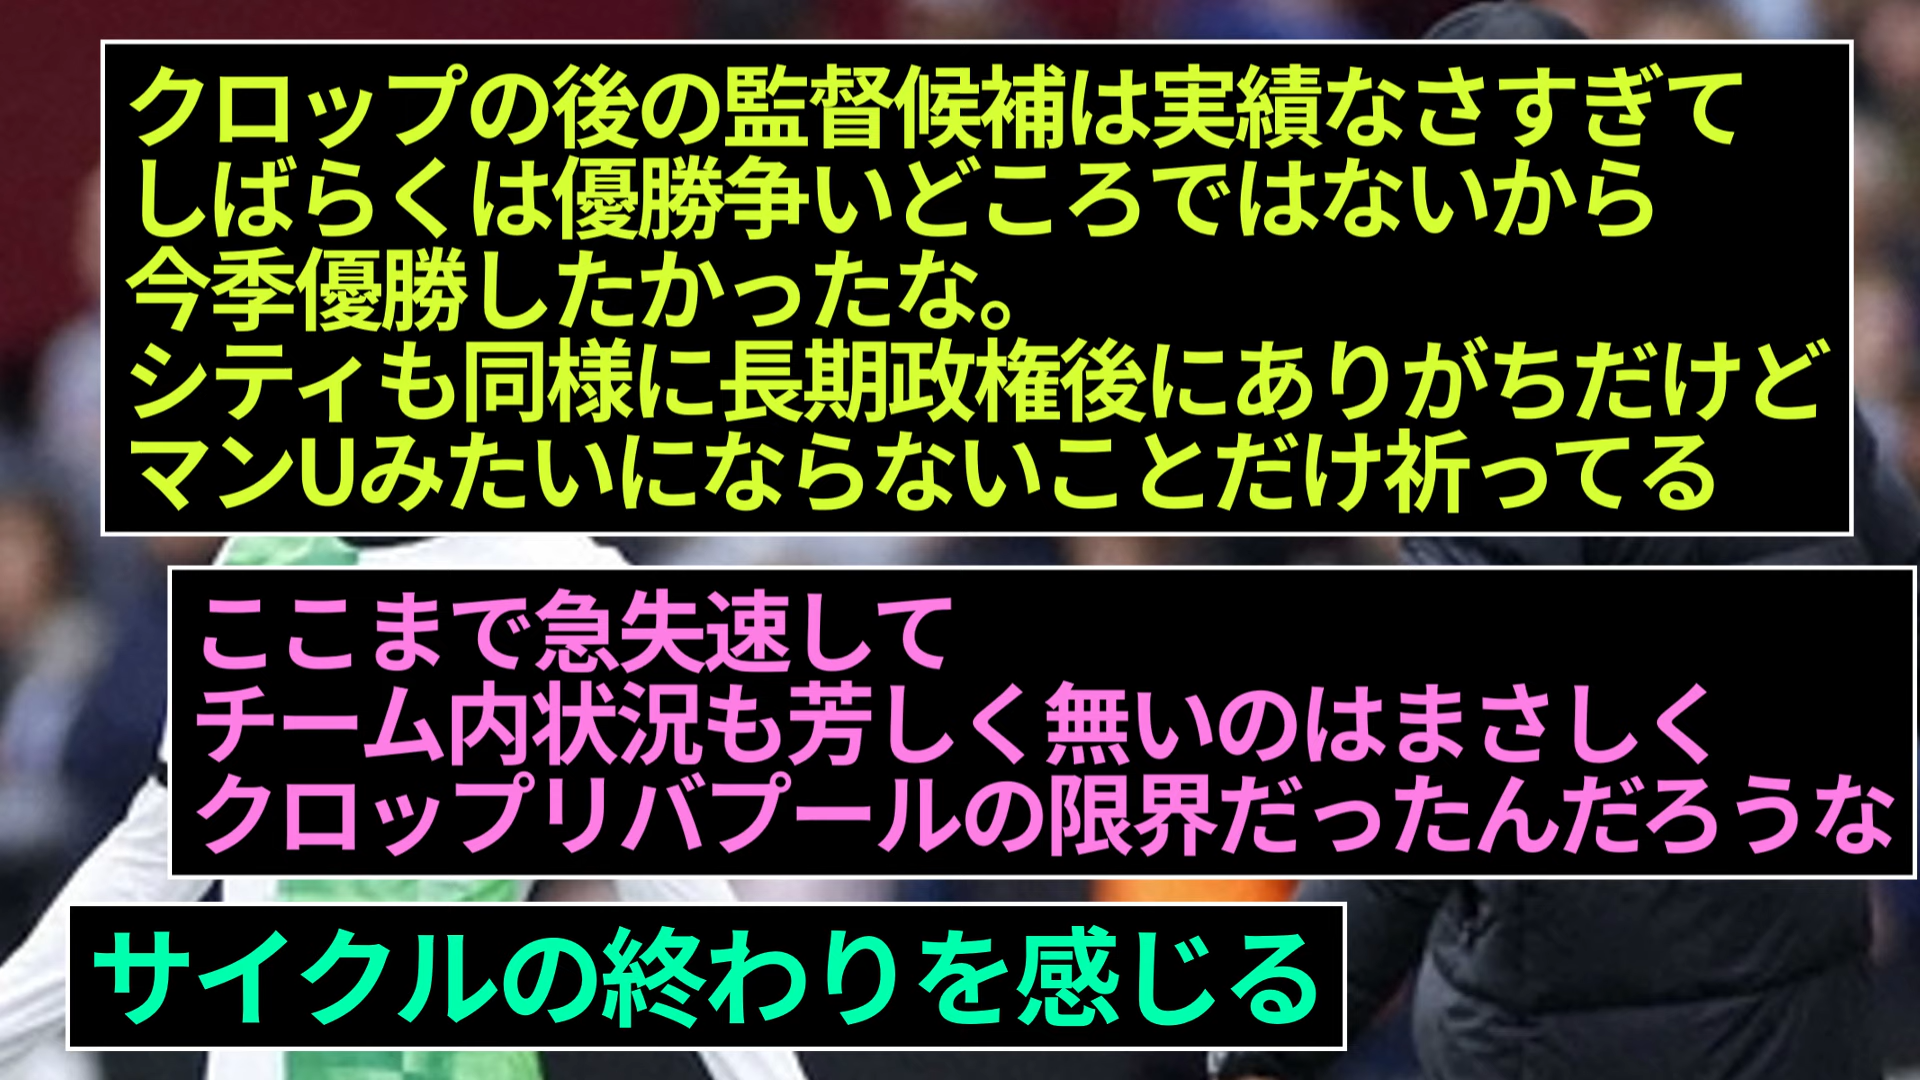 クロップの後の監督候補は実績なさすぎて
しばらくは優勝争いどころではないから
今季優勝したかったな。
シティも同様に長期政権後にありがちだけど
マンUみたいにならないことだけ祈ってる
ここまで急失速して
チーム内状況も芳しく無いのはまさしく
クロップリバプールの限界だったんだろうな
サイクルの終わりを感じる